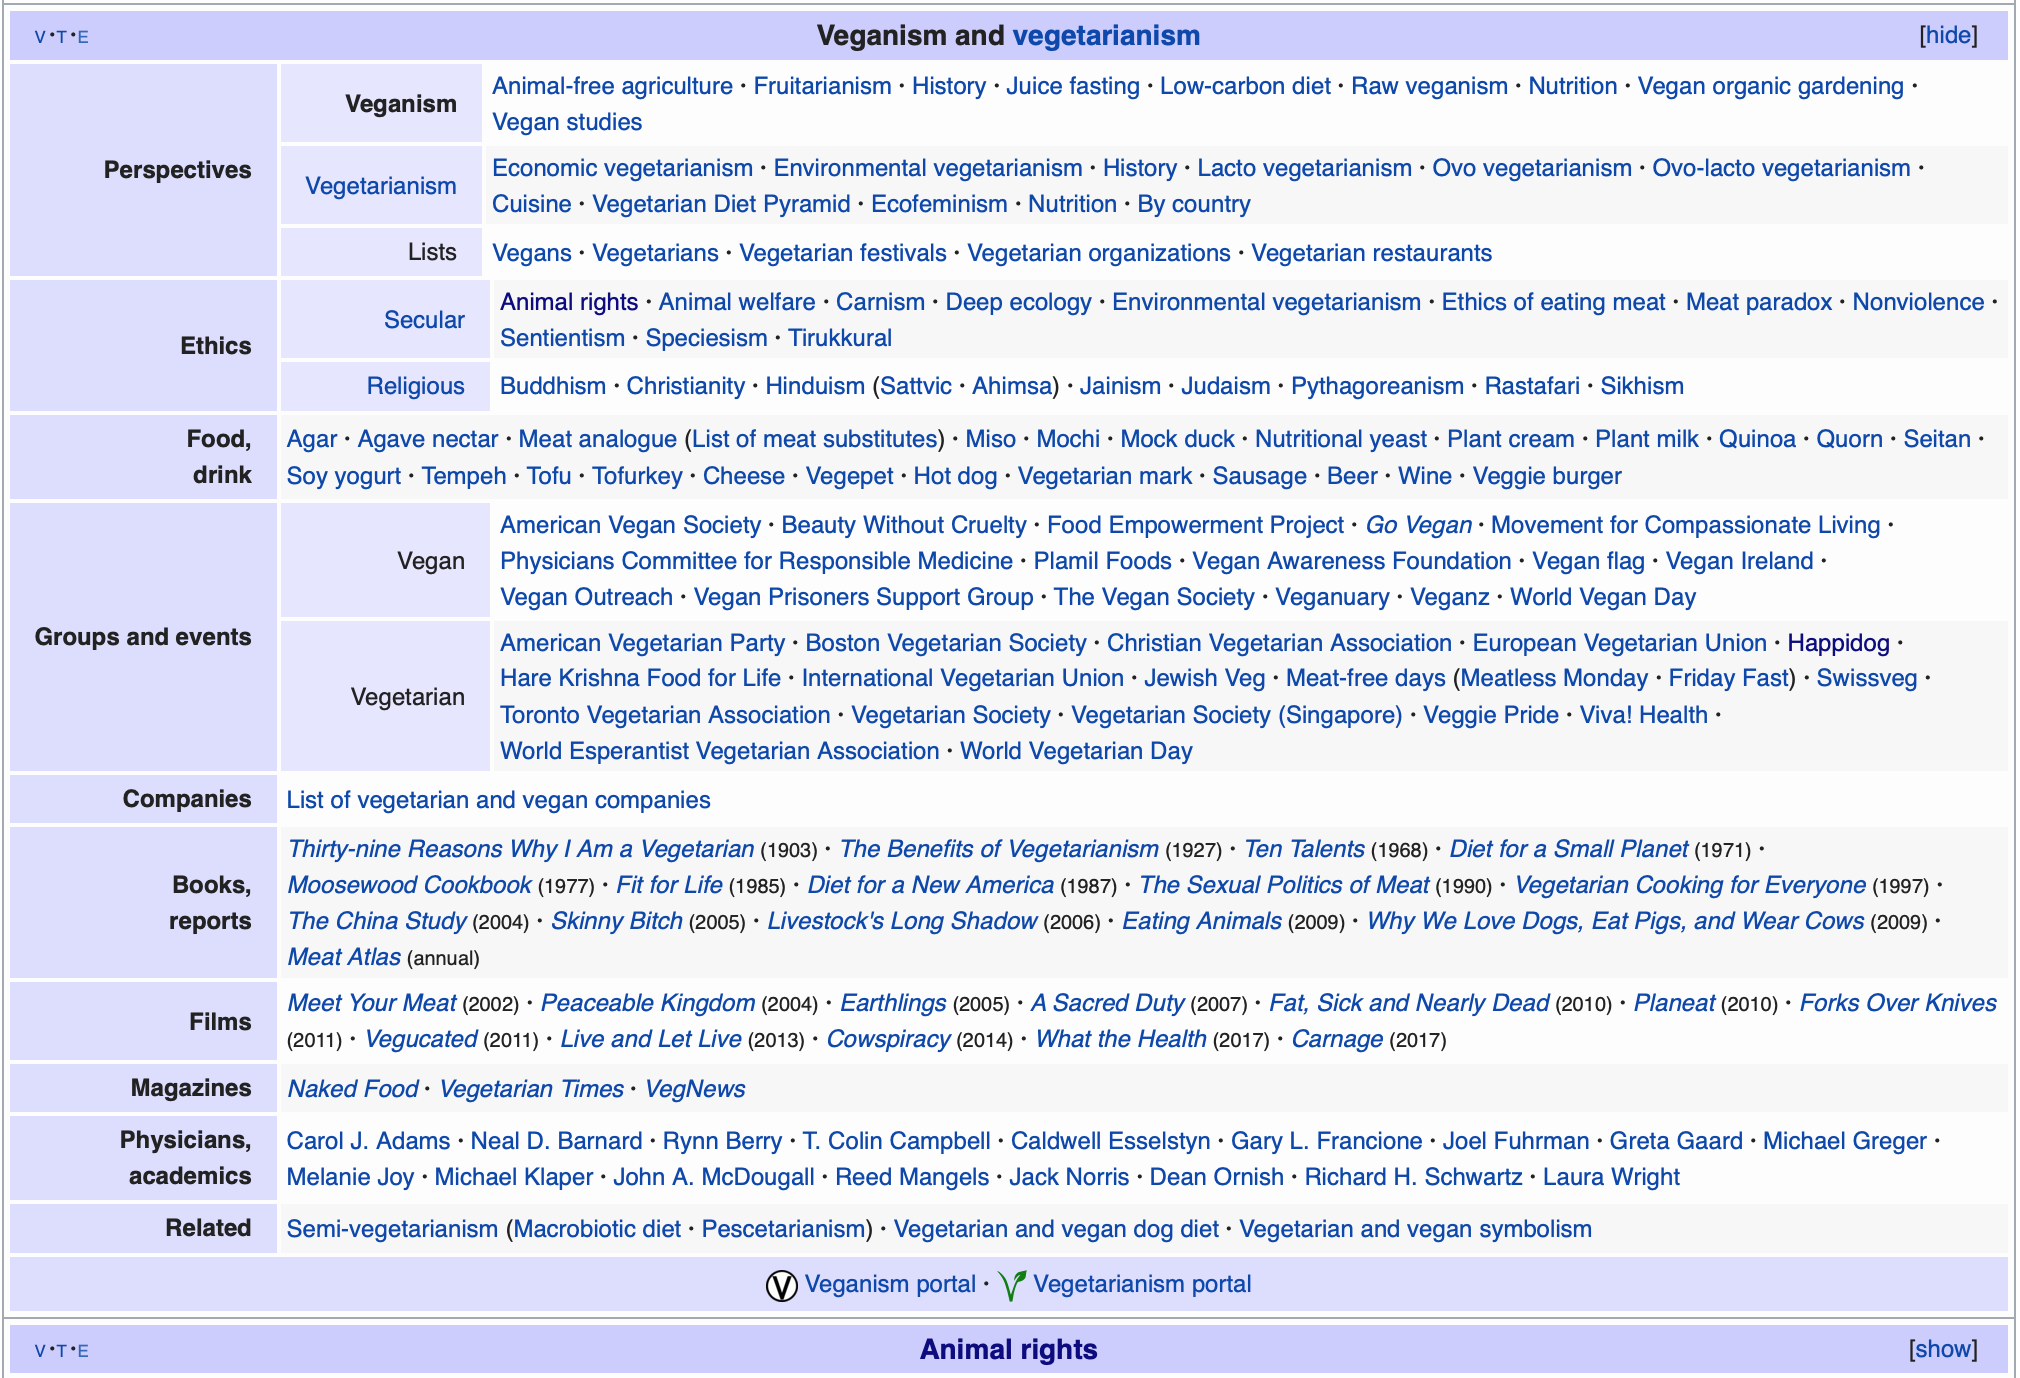 V·T·E Veganism and vegetarianism [hide]
Perspectives
Veganism
Animal-free agriculture · Fruitarianism · History · Juice fasting · Low-carbon diet · Raw veganism · Nutrition · Vegan organic gardening ·
Vegan studies
Vegetarianism
Economic vegetarianism · Environmental vegetarianism · History · Lacto vegetarianism · Ovo vegetarianism · Ovo-lacto vegetarianism ·
Cuisine · Vegetarian Diet Pyramid · Ecofeminism · Nutrition · By country
Lists
Vegans · Vegetarians · Vegetarian festivals · Vegetarian organizations · Vegetarian restaurants
Ethics
Secular
Animal rights · Animal welfare · Carnism · Deep ecology · Environmental vegetarianism · Ethics of eating meat · Meat paradox · Nonviolence ·
Sentientism · Speciesism · Tirukkural
Religious
Buddhism · Christianity · Hinduism (Sattvic · Ahimsa) · Jainism · Judaism · Pythagoreanism · Rastafari · Sikhism
Food,
drink
Agar · Agave nectar · Meat analogue (List of meat substitutes) · Miso · Mochi · Mock duck · Nutritional yeast · Plant cream · Plant milk · Quinoa · Quorn · Seitan ·
Soy yogurt · Tempeh · Tofu · Tofurkey · Cheese · Vegepet · Hot dog · Vegetarian mark · Sausage · Beer · Wine · Veggie burger
Groups and events
Vegan
American Vegan Society · Beauty Without Cruelty · Food Empowerment Project · Go Vegan · Movement for Compassionate Living ·
Physicians Committee for Responsible Medicine · Plamil Foods · Vegan Awareness Foundation · Vegan flag · Vegan Ireland ·
Vegan Outreach · Vegan Prisoners Support Group · The Vegan Society · Veganuary · Veganz · World Vegan Day
Vegetarian
American Vegetarian Party · Boston Vegetarian Society · Christian Vegetarian Association · European Vegetarian Union · Happidog ·
Hare Krishna Food for Life · International Vegetarian Union · Jewish Veg · Meat-free days (Meatless Monday · Friday Fast) · Swissveg ·
Toronto Vegetarian Association · Vegetarian Society · Vegetarian Society (Singapore) · Veggie Pride · Viva! Health ·
World Esperantist Vegetarian Association · World Vegetarian Day
Companies
List of vegetarian and vegan companies
Books,
reports
Thirty-nine Reasons Why I Am a Vegetarian (1903) · The Benefits of Vegetarianism (1927) · Ten Talents (1968) · Diet for a Small Planet (1971) ·
Moosewood Cookbook (1977) · Fit for Life (1985) · Diet for a New America (1987) · The Sexual Politics of Meat (1990) · Vegetarian Cooking for Everyone (1997) ·
The China Study (2004) · Skinny Bitch (2005) · Livestock's Long Shadow (2006) · Eating Animals (2009) · Why We Love Dogs, Eat Pigs, and Wear Cows (2009) ·
Meat Atlas (annual)
Films
Meet Your Meat (2002) · Peaceable Kingdom (2004) · Earthlings (2005) · A Sacred Duty (2007) · Fat, Sick and Nearly Dead (2010) · Planeat (2010) · Forks Over Knives
(2011) · Vegucated (2011) · Live and Let Live (2013) · Cowspiracy (2014) · What the Health (2017) · Carnage (2017)
Magazines
Naked Food · Vegetarian Times · VegNews
Physicians,
academics
Carol J. Adams · Neal D. Barnard · Rynn Berry · T. Colin Campbell · Caldwell Esselstyn · Gary L. Francione · Joel Fuhrman · Greta Gaard · Michael Greger ·
Melanie Joy · Michael Klaper · John A. McDougall · Reed Mangels · Jack Norris · Dean Ornish · Richard H. Schwartz · Laura Wright
Related
Semi-vegetarianism (Macrobiotic diet · Pescetarianism) · Vegetarian and vegan dog diet · Vegetarian and vegan symbolism
V Veganism portal · Vegetarianism portal
V·T·E Animal rights [show]